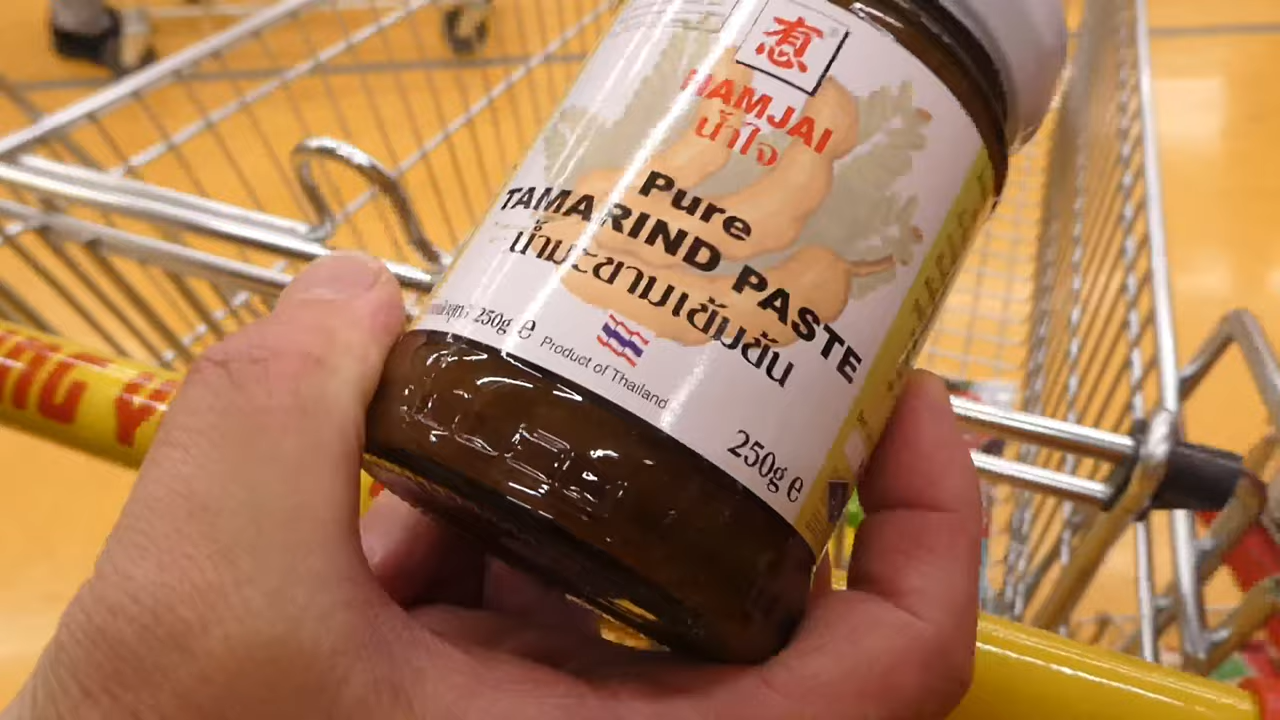 NAMJAI
น้ำใจ
Pure
TAMARIND PASTE
น้ำมะขามเข้มข้น
250g e
Product of Thailand
250g e